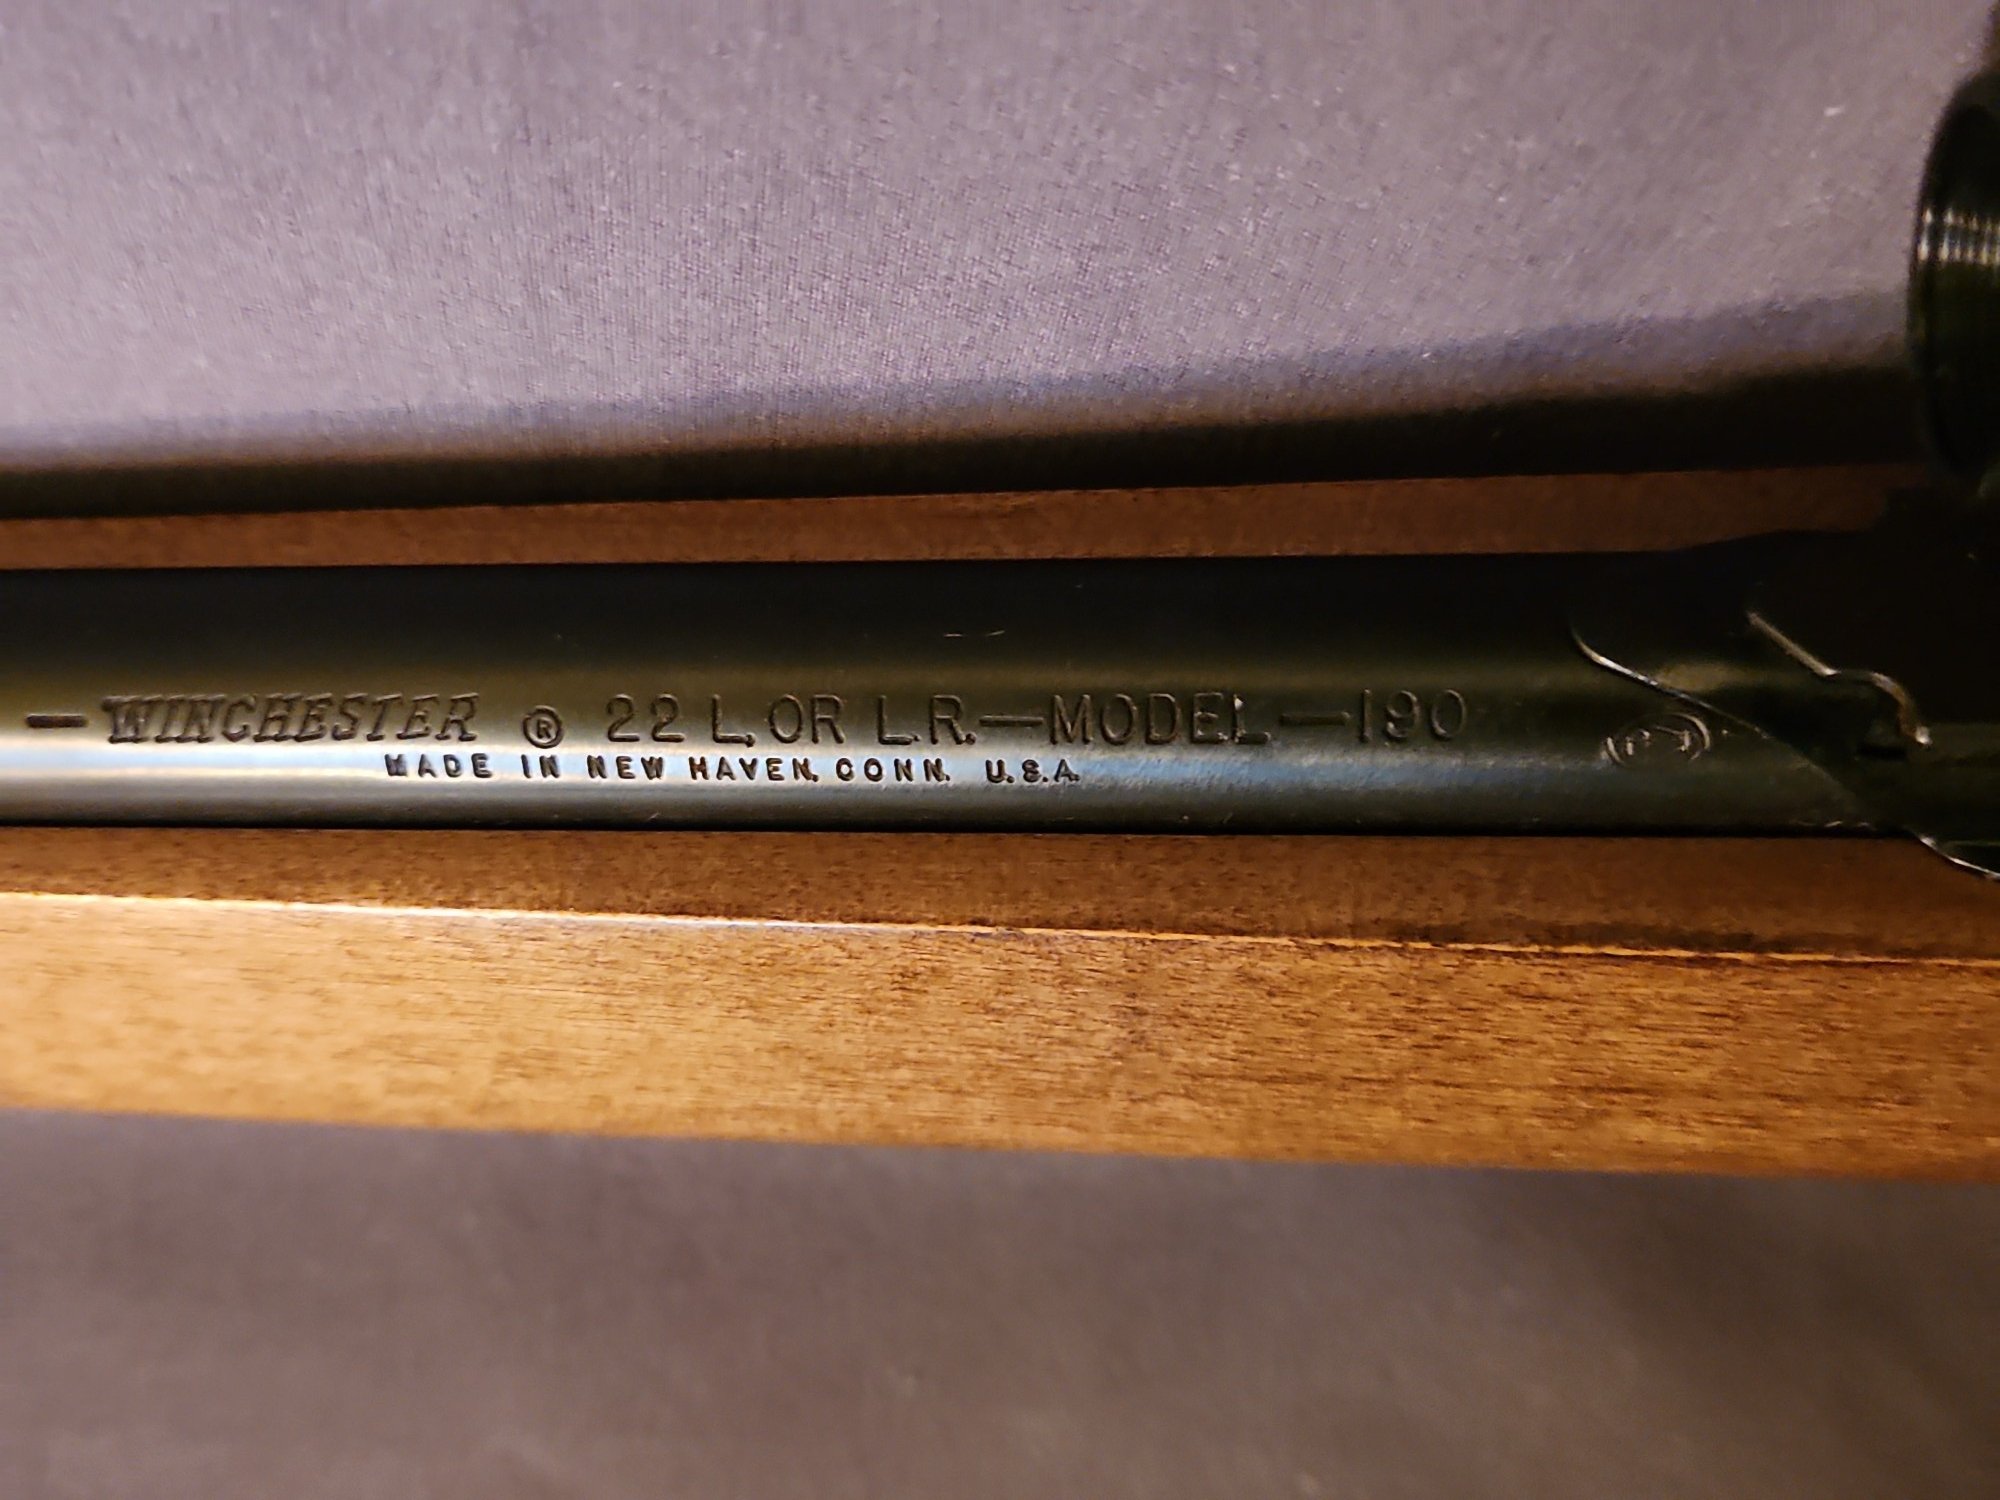 —WINCHESTER ® 22 L. OR L.R.—MODEL—190
MADE IN NEW HAVEN, CONN. U.S.A.